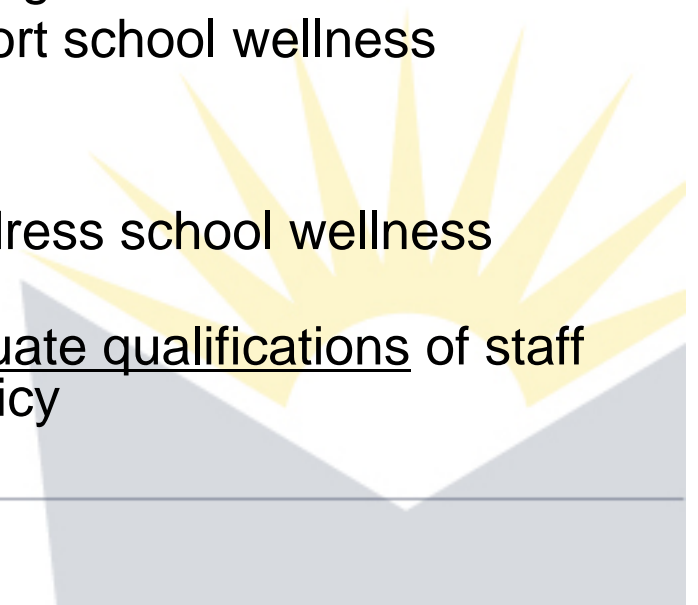 ort school wellness
dress school wellness
uate qualifications of staff
icy